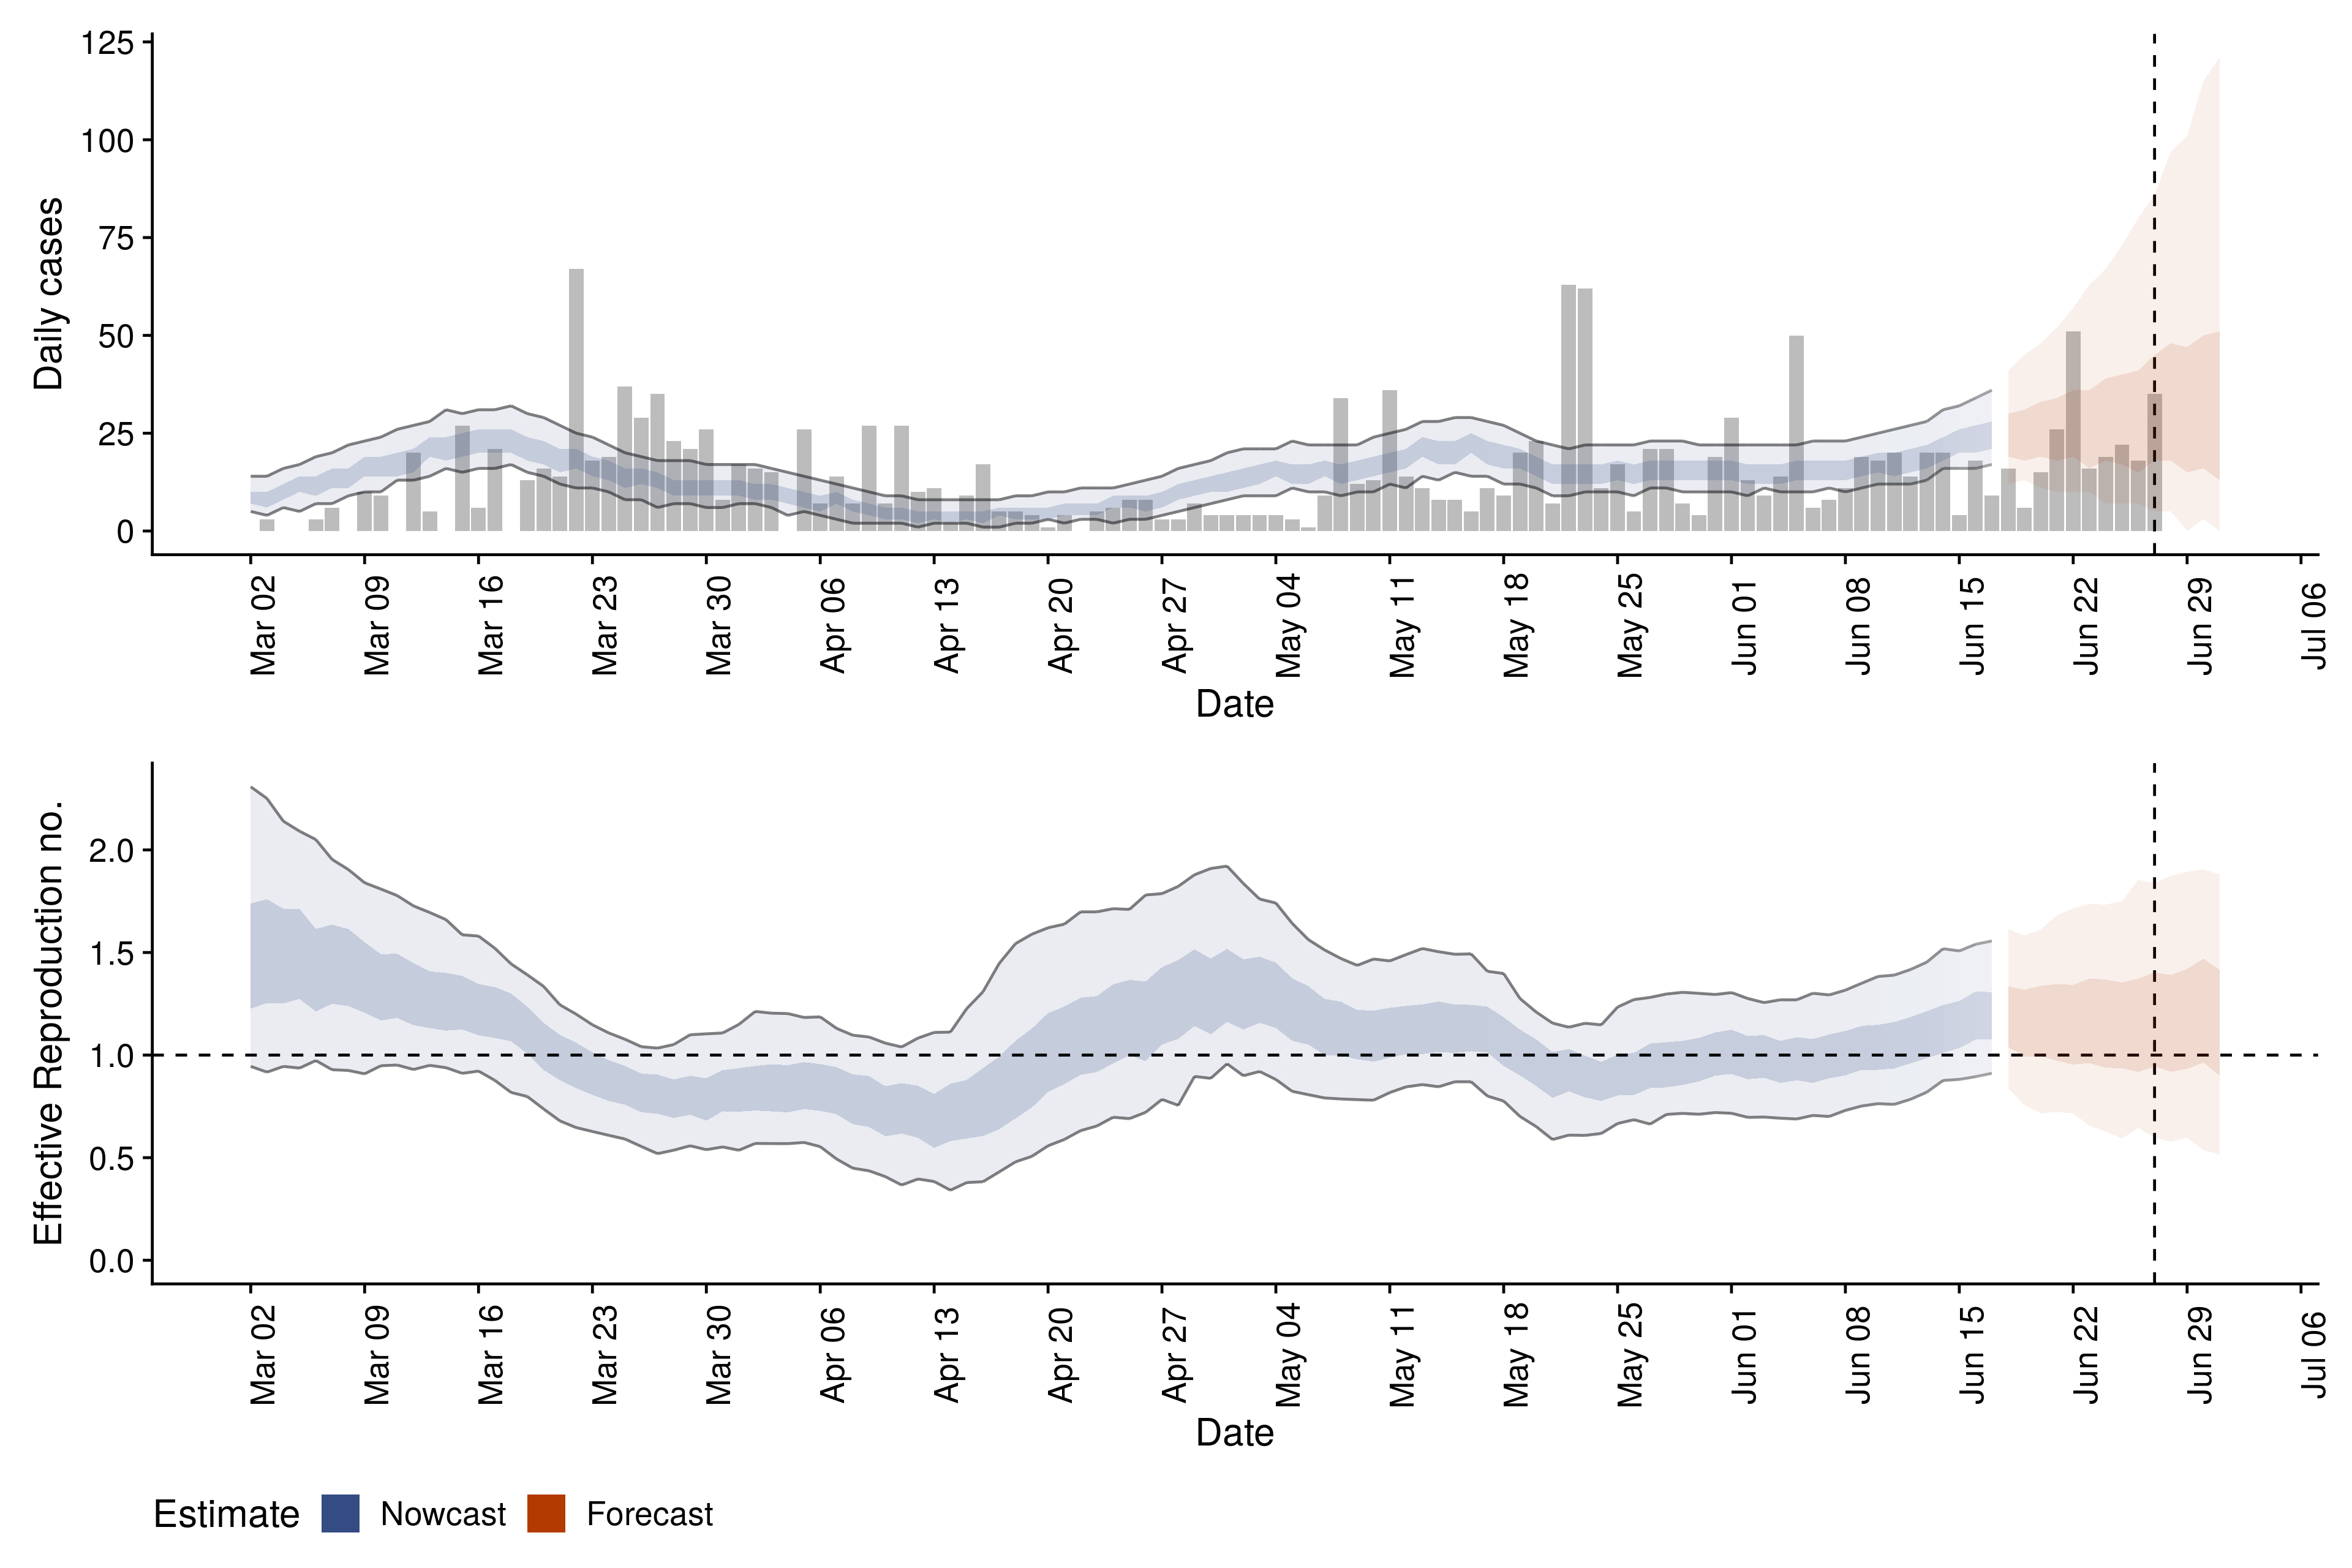 Daily cases
125
100
75
50
25
0
Mar 02
Mar 09
Mar 16
Mar 23
Mar 30
Apr 06
Apr 13
Apr 20
Apr 27
May 04
May 11
May 18
May 25
Jun 01
Jun 08
Jun 15
Jun 22
Jun 29
Jul 06
Date
Effective Reproduction no.
2.0
1.5
1.0
0.5
0.0
Mar 02
Mar 09
Mar 16
Mar 23
Mar 30
Apr 06
Apr 13
Apr 20
Apr 27
May 04
May 11
May 18
May 25
Jun 01
Jun 08
Jun 15
Jun 22
Jun 29
Jul 06
Date
Estimate Nowcast Forecast